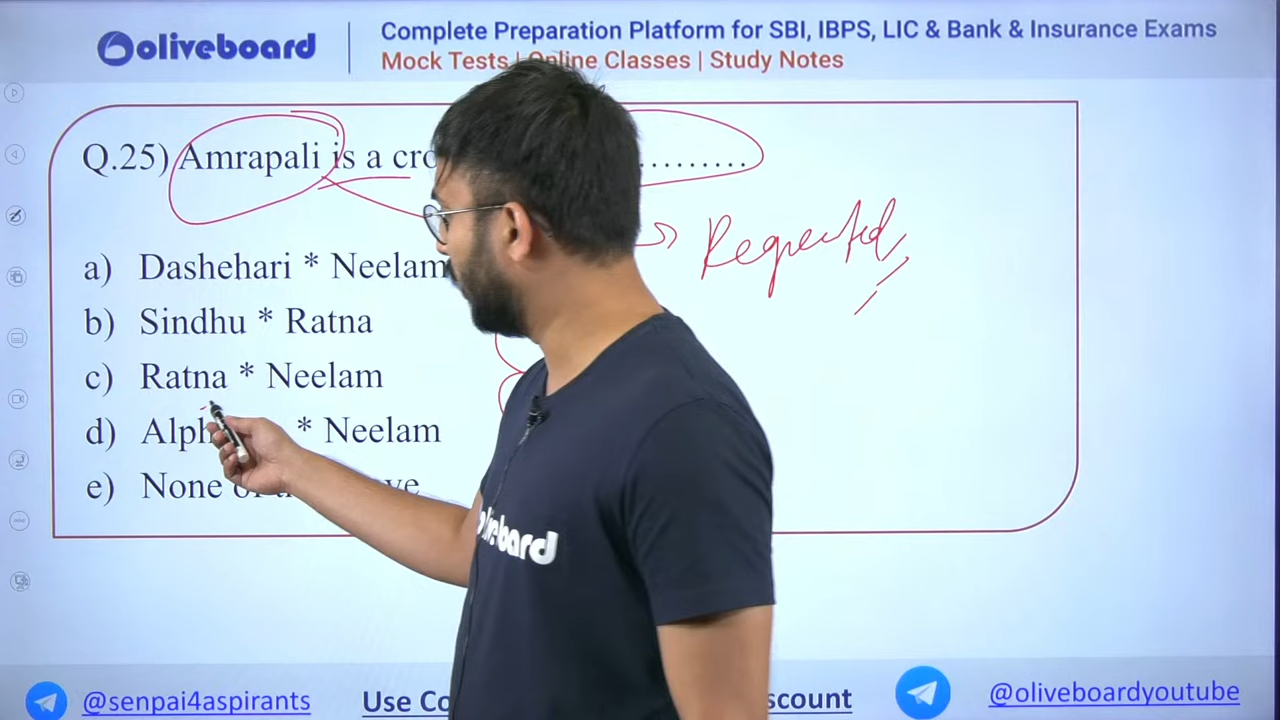 oliveboard
Complete Preparation Platform for SBI, IBPS, LIC & Bank & Insurance Exams
Mock Tests | Online Classes | Study Notes
Q.25) Amrapali is a cro .........
a) Dashehari * Neelam
b) Sindhu * Ratna
c) Ratna * Neelam
d) Alph * Neelam
e) None
oliveboard
@senpai4aspirants
Use Co scount
@oliveboardyoutube